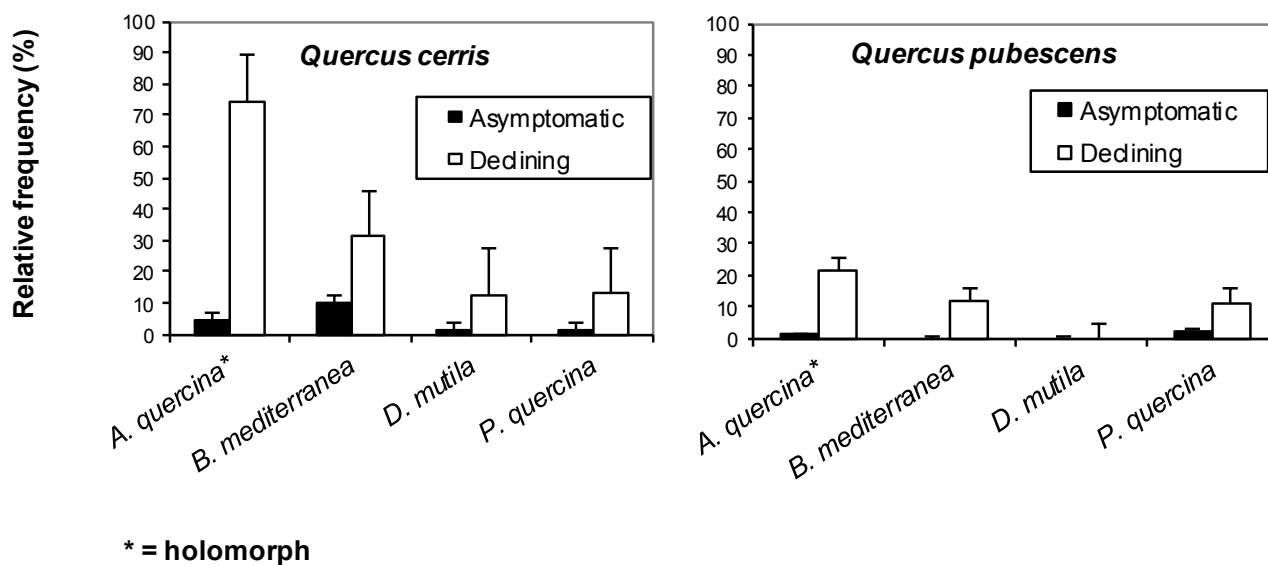 Relative frequency (%)
100
90
80
70
60
50
40
30
20
10
0
Quercus cerris
Asymptomatic
Declining
A. quercina*
B. mediterranea
D. mutila
P. quercina
100
90
80
70
60
50
40
30
20
10
0
Quercus pubescens
Asymptomatic
Declining
A. quercina*
B. mediterranea
D. mutila
P. quercina
* = holomorph